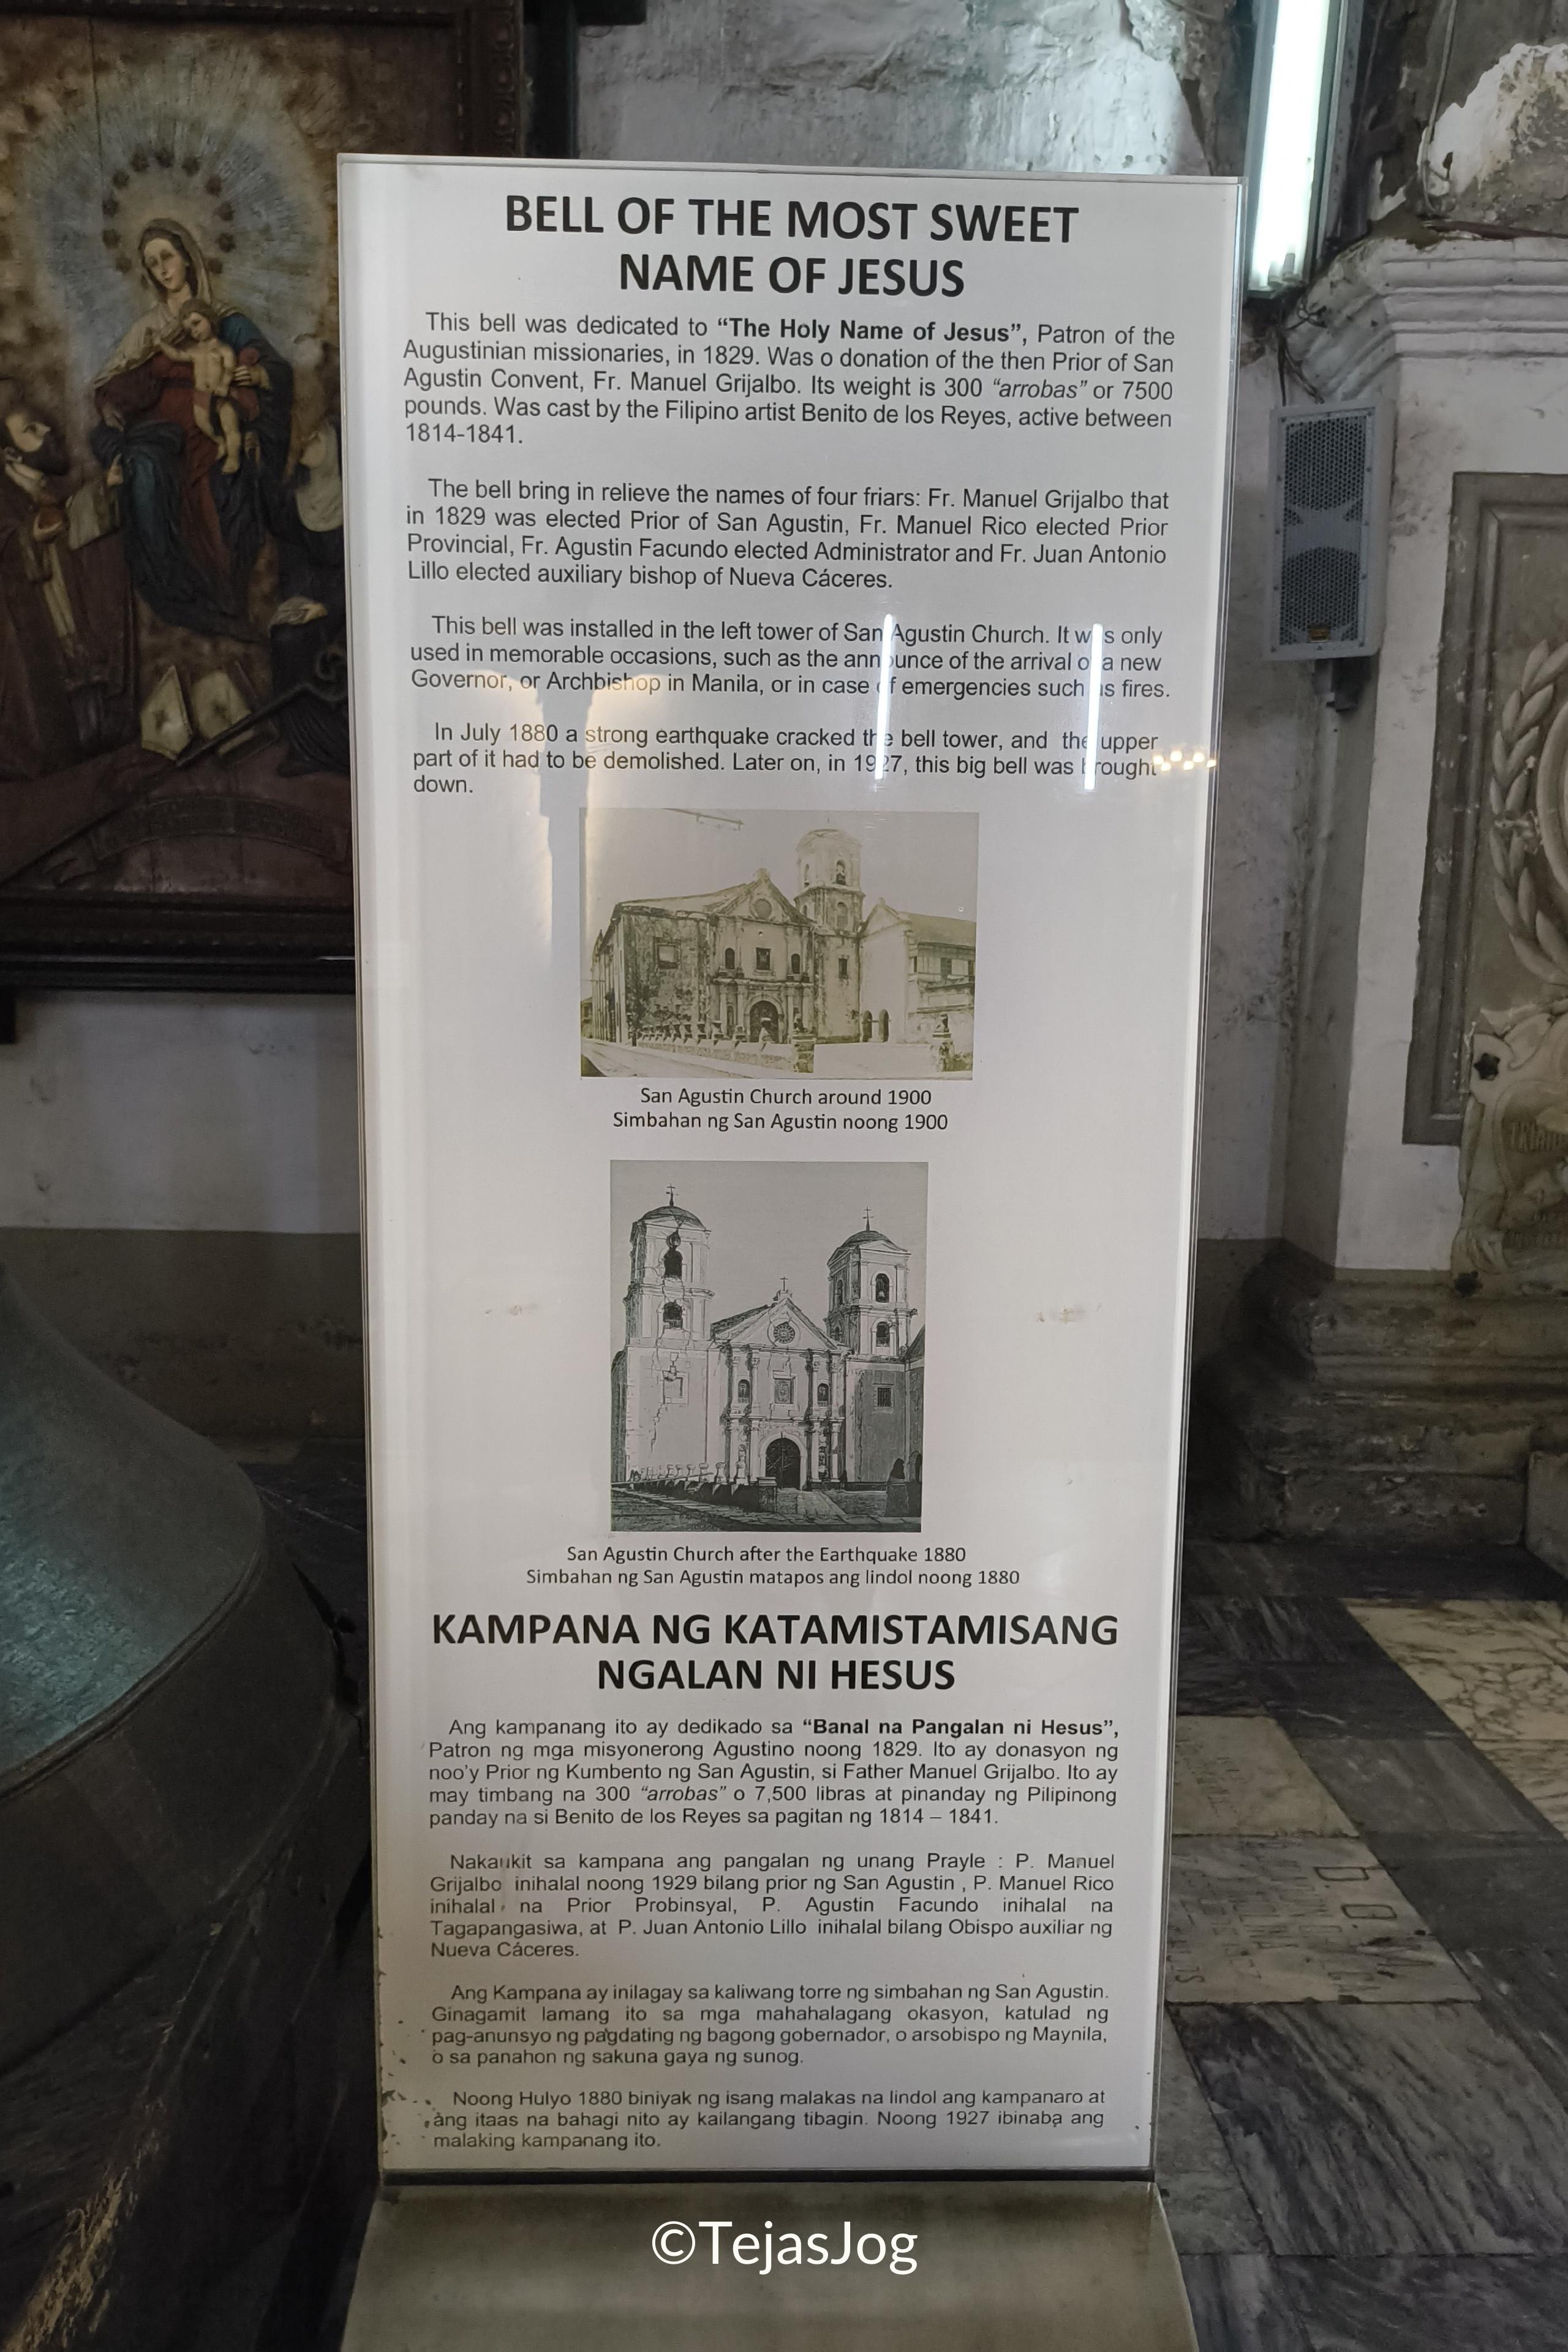 BELL OF THE MOST SWEET
NAME OF JESUS
This bell was dedicated to “The Holy Name of Jesus”, Patron of the
Augustinian missionaries, in 1829. Was o donation of the then Prior of San
Agustin Convent, Fr. Manuel Grijalbo. Its weight is 300 “arrobas” or 7500
pounds. Was cast by the Filipino artist Benito de los Reyes, active between
1814-1841.
The bell bring in relieve the names of four friars: Fr. Manuel Grijalbo that
in 1829 was elected Prior of San Agustin, Fr. Manuel Rico elected Prior
Provincial, Fr. Agustin Facundo elected Administrator and Fr. Juan Antonio
Lillo elected auxiliary bishop of Nueva Cáceres.
This bell was installed in the left tower of San Agustin Church. It was only
used in memorable occasions, such as the announce of the arrival of a new
Governor, or Archbishop in Manila, or in case of emergencies such as fires.
In July 1880 a strong earthquake cracked the bell tower, and the upper
part of it had to be demolished. Later on, in 1927, this big bell was brought
down.
San Agustin Church around 1900
Simbahan ng San Agustin noong 1900
San Agustin Church after the Earthquake 1880
Simbahan ng San Agustin matapos ang lindol noong 1880
KAMPANA NG KATAMISTAMISANG
NGALAN NI HESUS
Ang kampanang ito ay dedikado sa “Banal na Pangalan ni Hesus”,
Patron ng mga misyonerong Agustino noong 1829. Ito ay donasyon ng
noo’y Prior ng Kumbento ng San Agustin, si Father Manuel Grijalbo. Ito ay
may timbang na 300 “arrobas” o 7,500 libras at pinanday ng Pilipinong
panday na si Benito de los Reyes sa pagitan ng 1814 – 1841.
Nakaukit sa kampana ang pangalan ng unang Prayle : P. Manuel
Grijalbo inihalal noong 1929 bilang prior ng San Agustin , P. Manuel Rico
inihalal na Prior Probinsyal, P. Agustin Facundo inihalal na
Tagapangasiwa, at P. Juan Antonio Lillo inihalal bilang Obispo auxiliar ng
Nueva Cáceres.
Ang Kampana ay inilagay sa kaliwang torre ng simbahan ng San Agustin.
Ginagamit lamang ito sa mga mahahalagang okasyon, katulad ng
pag-anunsyo ng pagdating ng bagong gobernador, o arsobispo ng Maynila,
o sa panahon ng sakuna gaya ng sunog.
Noong Hulyo 1880 biniyak ng isang malakas na lindol ang kampanaro at
ang itaas na bahagi nito ay kailangang tibagin. Noong 1927 ibinaba ang
malaking kampanang ito.
©TejasJog